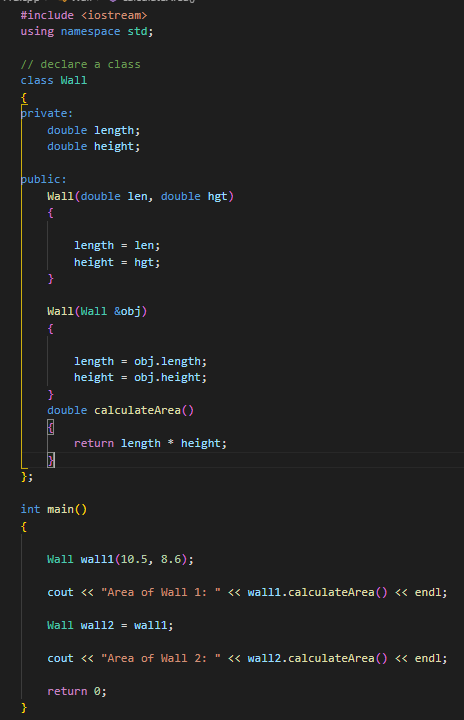 #include <iostream>
using namespace std;
// declare a class
class Wall
{
private:
    double length;
    double height;
public:
    Wall(double len, double hgt)
    {
        length = len;
        height = hgt;
    }
    Wall(Wall &obj)
    {
        length = obj.length;
        height = obj.height;
    }
    double calculateArea()
    {
        return length * height;
    }
};
int main()
{
    Wall wall1(10.5, 8.6);
    cout << "Area of Wall 1: " << wall1.calculateArea() << endl;
    Wall wall2 = wall1;
    cout << "Area of Wall 2: " << wall2.calculateArea() << endl;
    return 0;
}